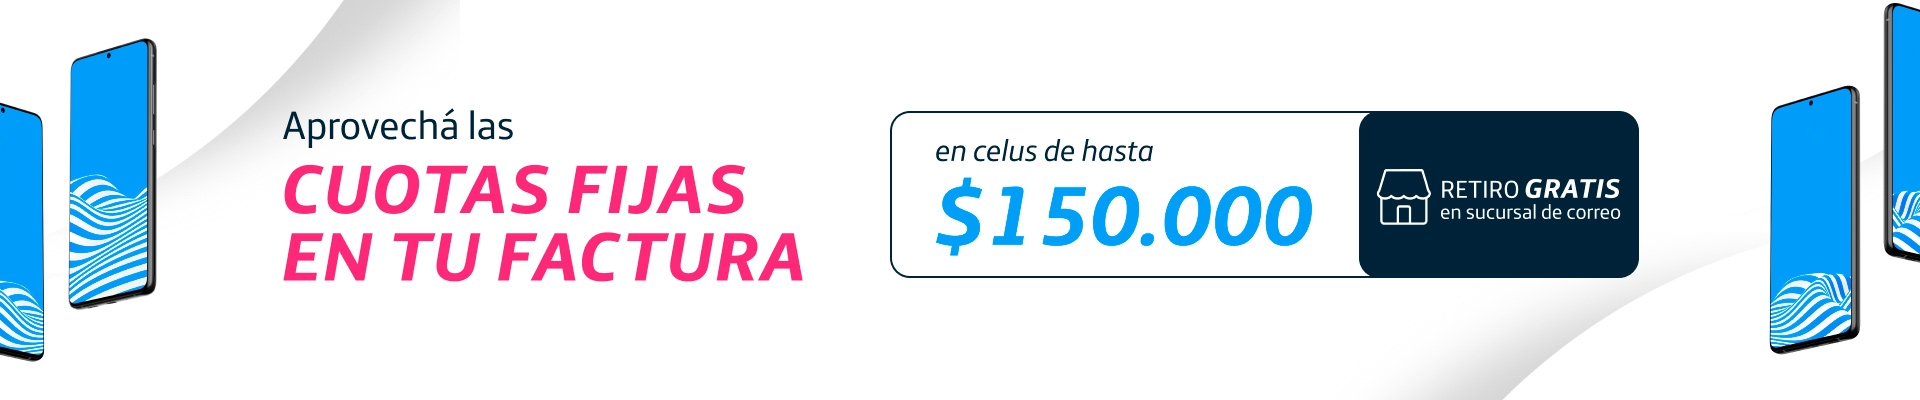 Aprovechá las
CUOTAS FIJAS
EN TU FACTURA
en celus de hasta
$150.000
RETIRO GRATIS
en sucursal de correo